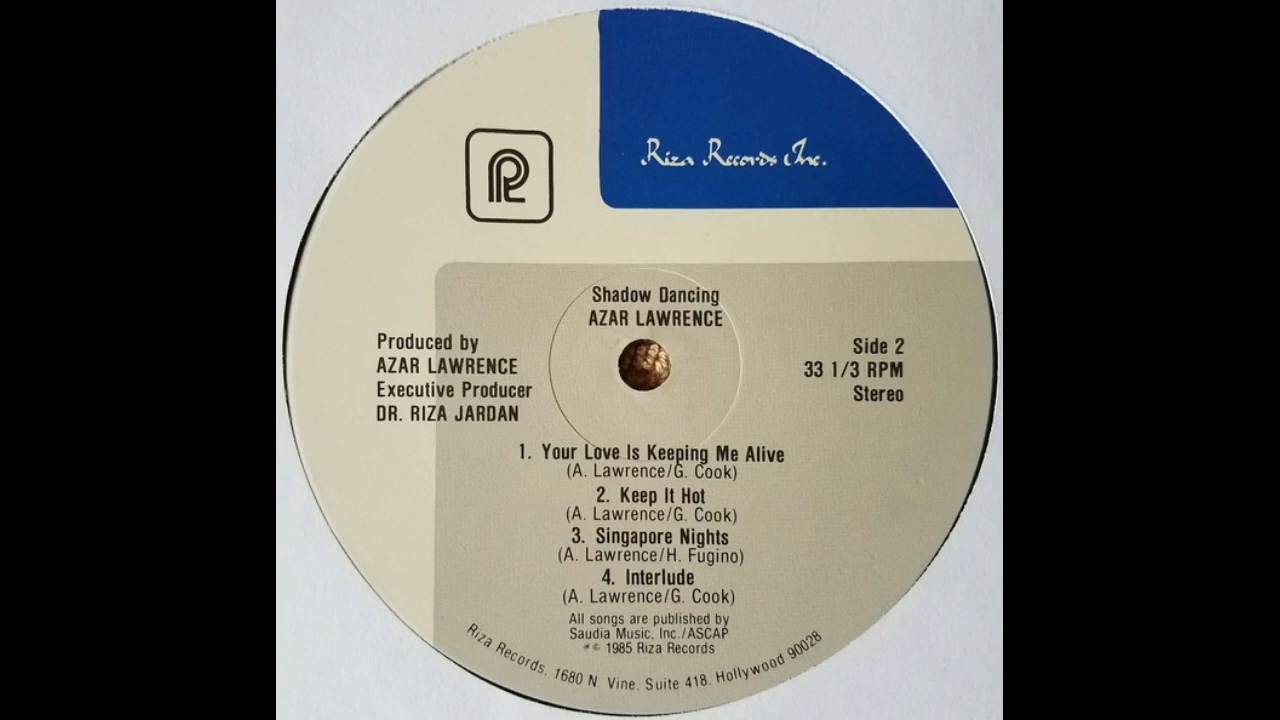 Riza Records Inc.
Shadow Dancing
AZAR LAWRENCE
Produced by
AZAR LAWRENCE
Executive Producer
DR. RIZA JARDAN
Side 2
33 1/3 RPM
Stereo
1. Your Love Is Keeping Me Alive
(A. Lawrence/G. Cook)
2. Keep It Hot
(A. Lawrence/G. Cook)
3. Singapore Nights
(A. Lawrence/H. Fugino)
4. Interlude
(A. Lawrence/G. Cook)
All songs are published by
Saudia Music, Inc./ASCAP
℗ © 1985 Riza Records
Riza Records. 1680 N. Vine. Suite 418. Hollywood 90028